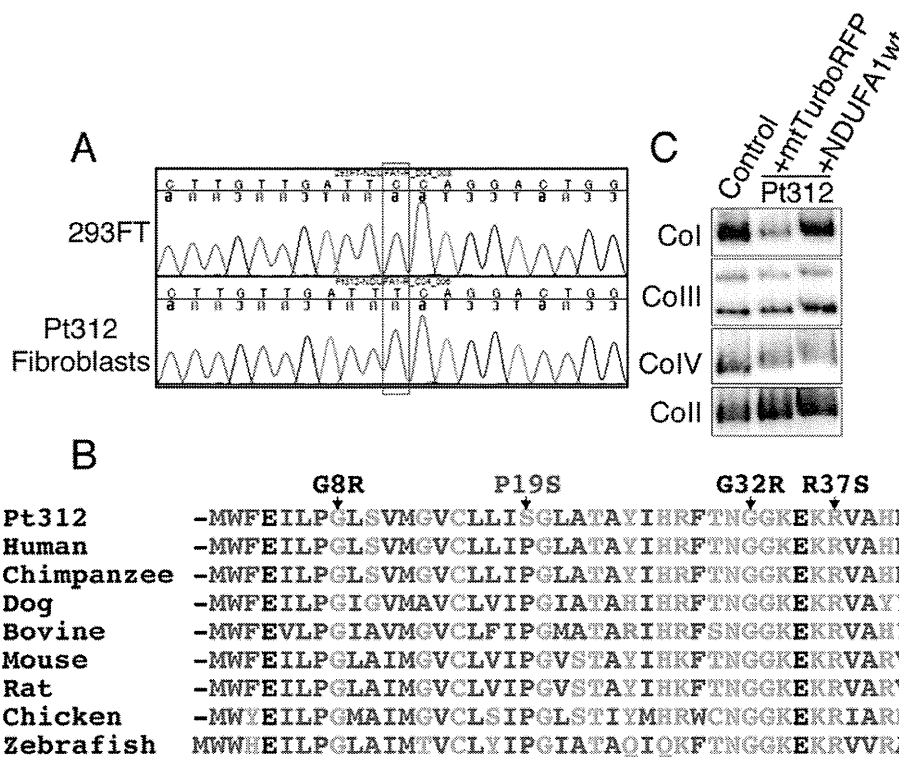 A
293FT
C T T G T T G A T T C C A G G A C T G G
Pt312
Fibroblasts
C T T G T T G A T T T C A G G A C T G G
C
Control
+mtTurboRFP
+NDUFA1wt
Pt312
CoI
CoIII
CoIV
CoII
B
G8R P19S G32R R37S
Pt312 -MWFEILPGLSVMGVCLLISGLATAYIHRFTNGGKEKRVAH
Human -MWFEILPGLSVMGVCLLIPGLATAYIHRFTNGGKEKRVAH
Chimpanzee -MWFEILPGLSVMGVCLLIPGLATAYIHRFTNGGKEKRVAH
Dog -MWFEILPGIGVMAVCLVIPGIATAHIHRFTNGGKEKRVAY
Bovine -MWFEVLPGIAVMGVCLFIPGMATARIHRFSNGGKEKRVAH
Mouse -MWFEILPGLAIMGVCLVIPGVSTAYIHKFTNGGKEKRVAR
Rat -MWFEILPGLAIMGVCLVIPGVSTAYIHKFTNGGKEKRVAR
Chicken -MWYEILPGMAIMGVCLSIPGLSTIYMHRWCNGGKEKRIAR
Zebrafish MWWHEILPGLAIMTVCLYIPGIATAQIQKFTNGGKEKRVVR